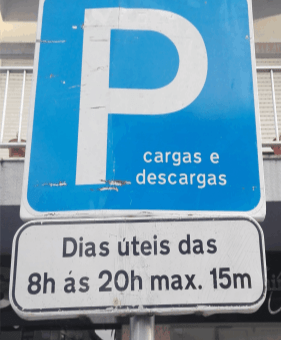 P
cargas e
descargas
Dias úteis das
8h ás 20h max. 15m